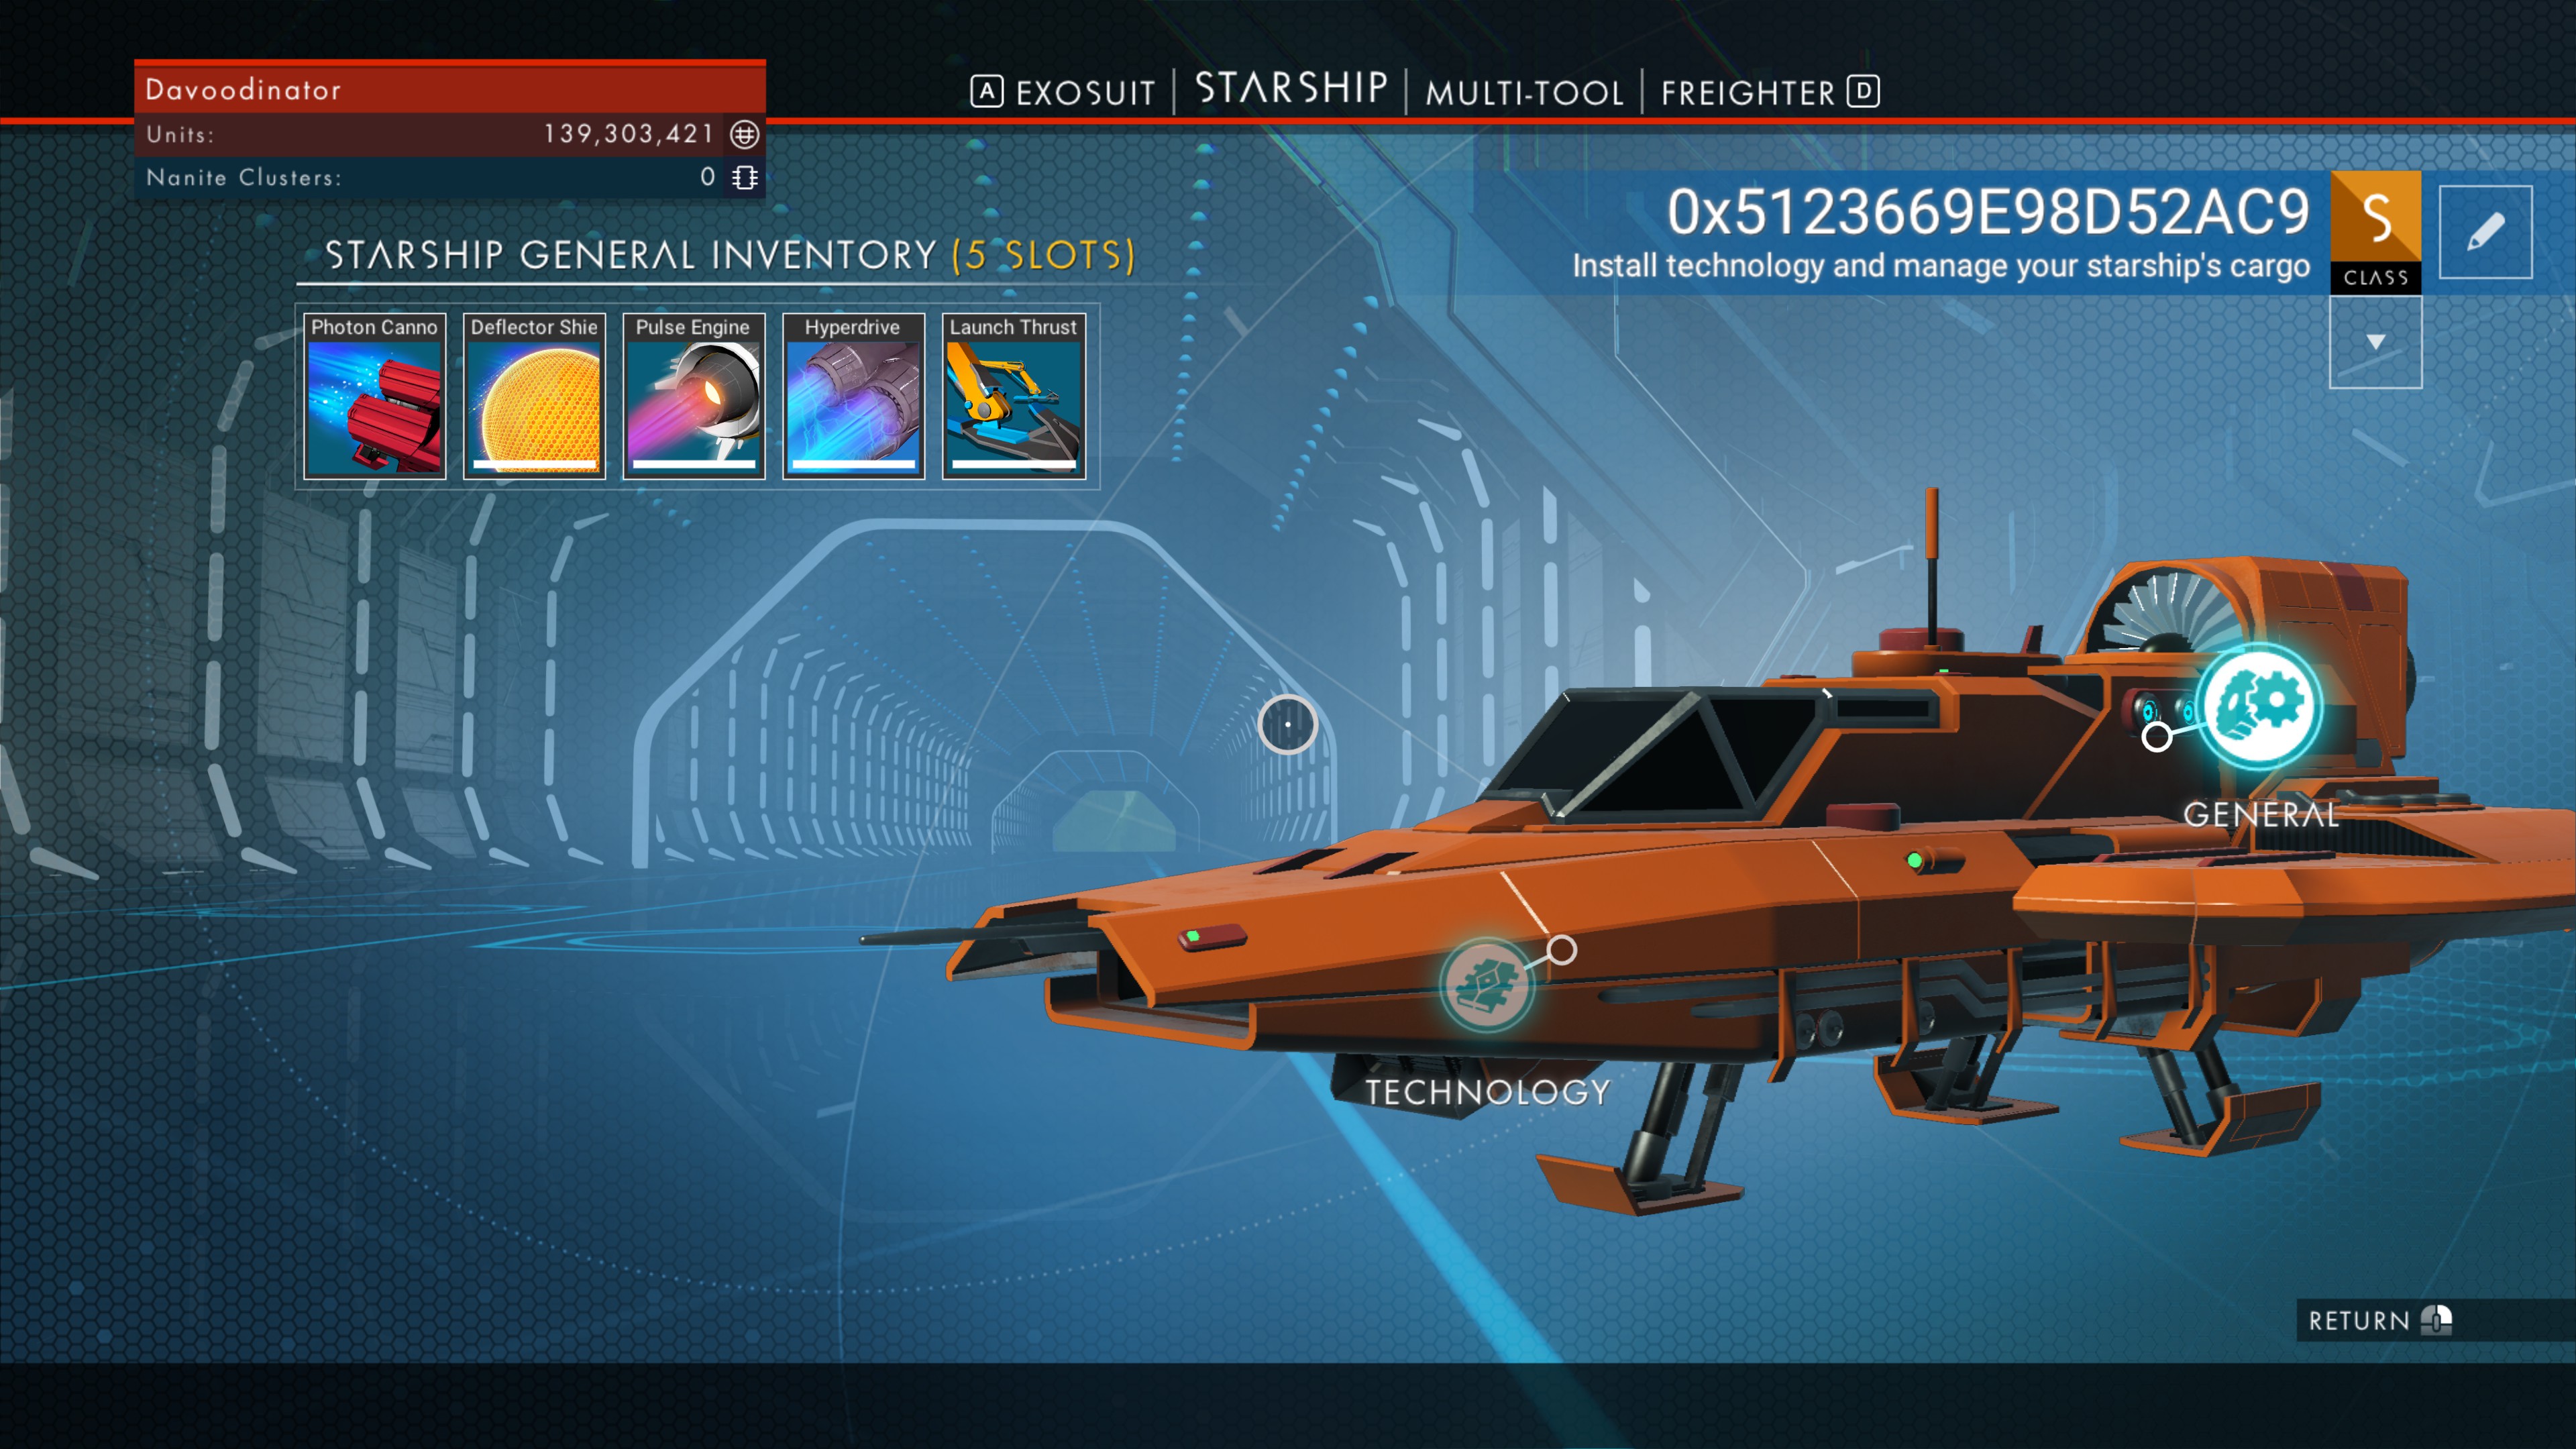 Davoodinator
Units: 139,303,421
Nanite Clusters: 0
A EXOSUIT STARSHIP MULTI-TOOL FREIGHTER D
0x5123669E98D52AC9
Install technology and manage your starship's cargo
S
CLASS
STARSHIP GENERAL INVENTORY (5 SLOTS)
Photon Canno Deflector Shie Pulse Engine Hyperdrive Launch Thrust
GENERAL
TECHNOLOGY
RETURN